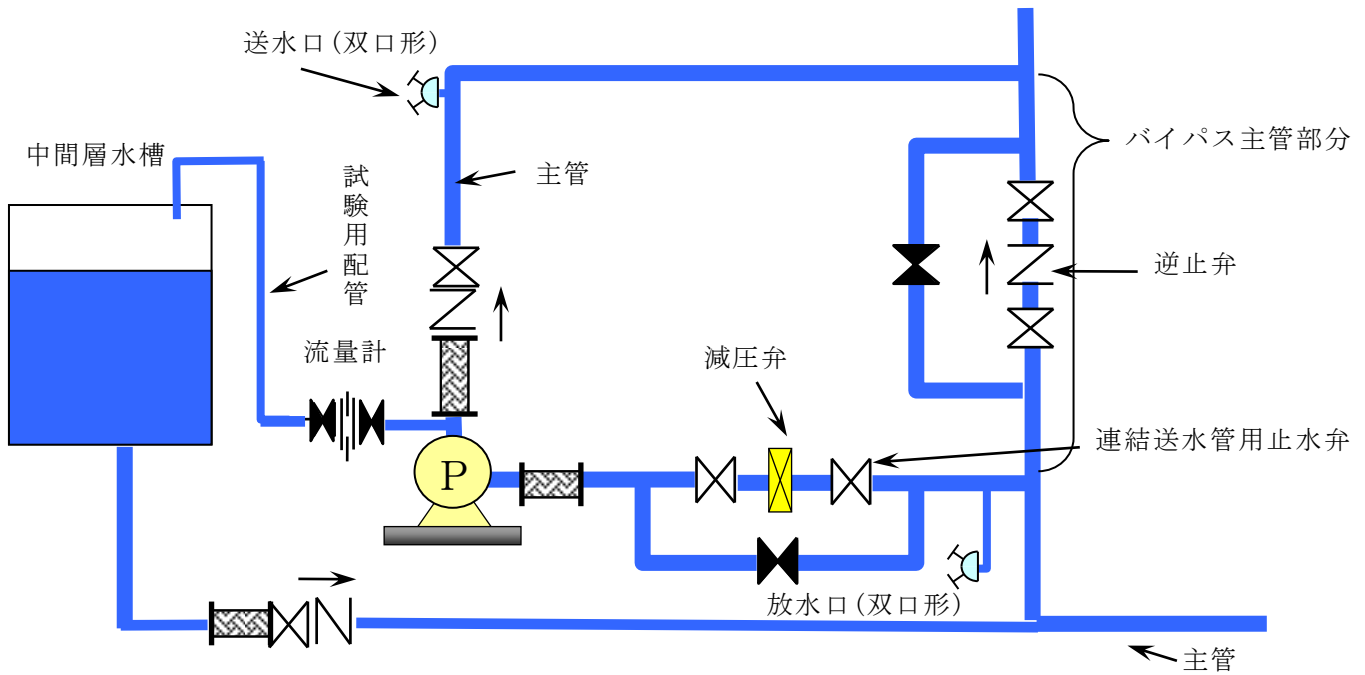 送水口(双口形)
中間層水槽
試験用配管
主管
バイパス主管部分
逆止弁
流量計
減圧弁
連結送水管用止水弁
P
放水口(双口形)
主管